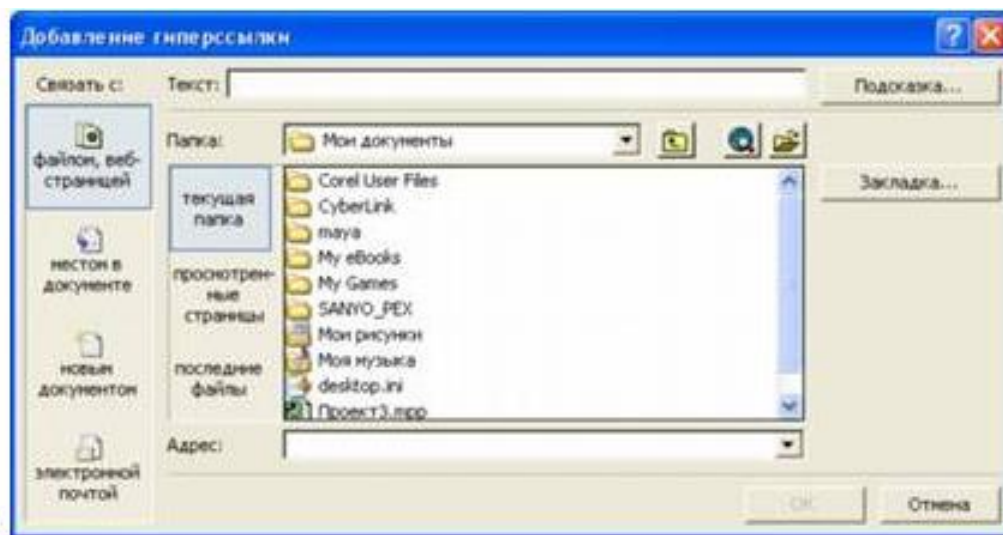 Добавление гиперссылки
Связать с:
Текст:
Подсказка...
файлом, веб-
страницей
Папка:
Мои документы
Закладка...
текущая
папка
Corel User Files
CyberLink
maya
My eBooks
My Games
SANYO_PEX
Мои рисунки
Моя музыка
desktop.ini
Проект3.mpp
местом в
документе
просмотрен-
ные
страницы
новым
документом
последние
файлы
Адрес:
электронной
почтой
ОК
Отмена